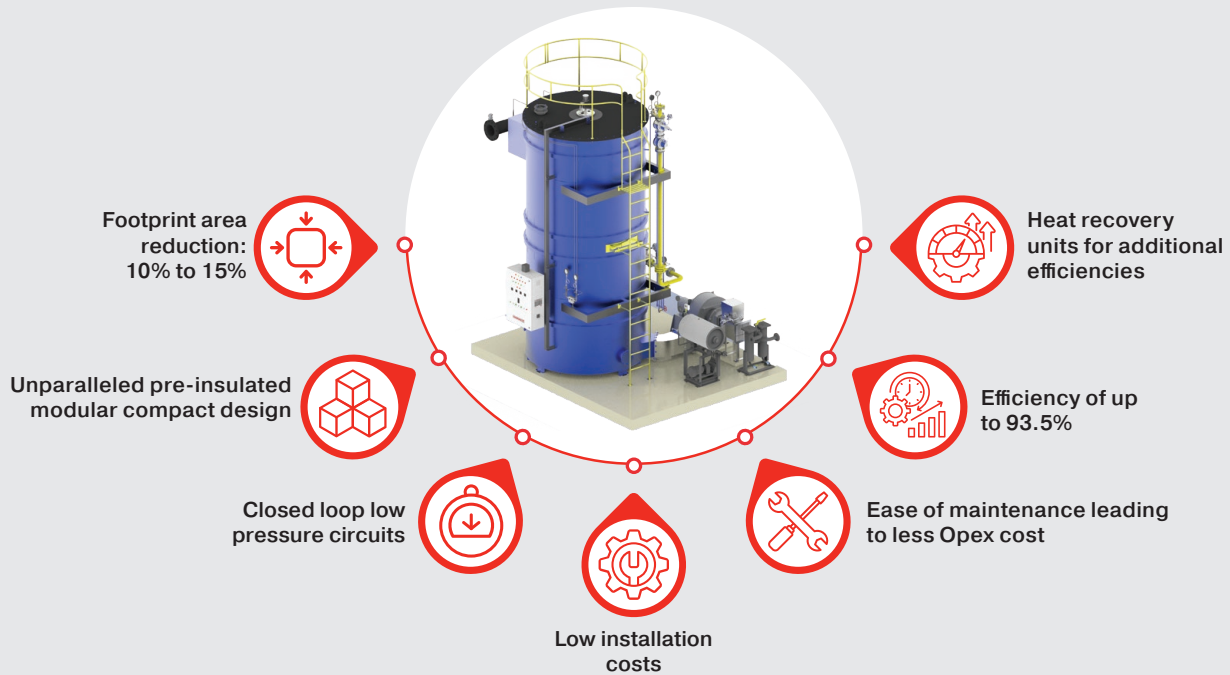 Footprint area
reduction:
10% to 15%
Unparalleled pre-insulated
modular compact design
Closed loop low
pressure circuits
Low installation
costs
Ease of maintenance leading
to less Opex cost
Efficiency of up
to 93.5%
Heat recovery
units for additional
efficiencies